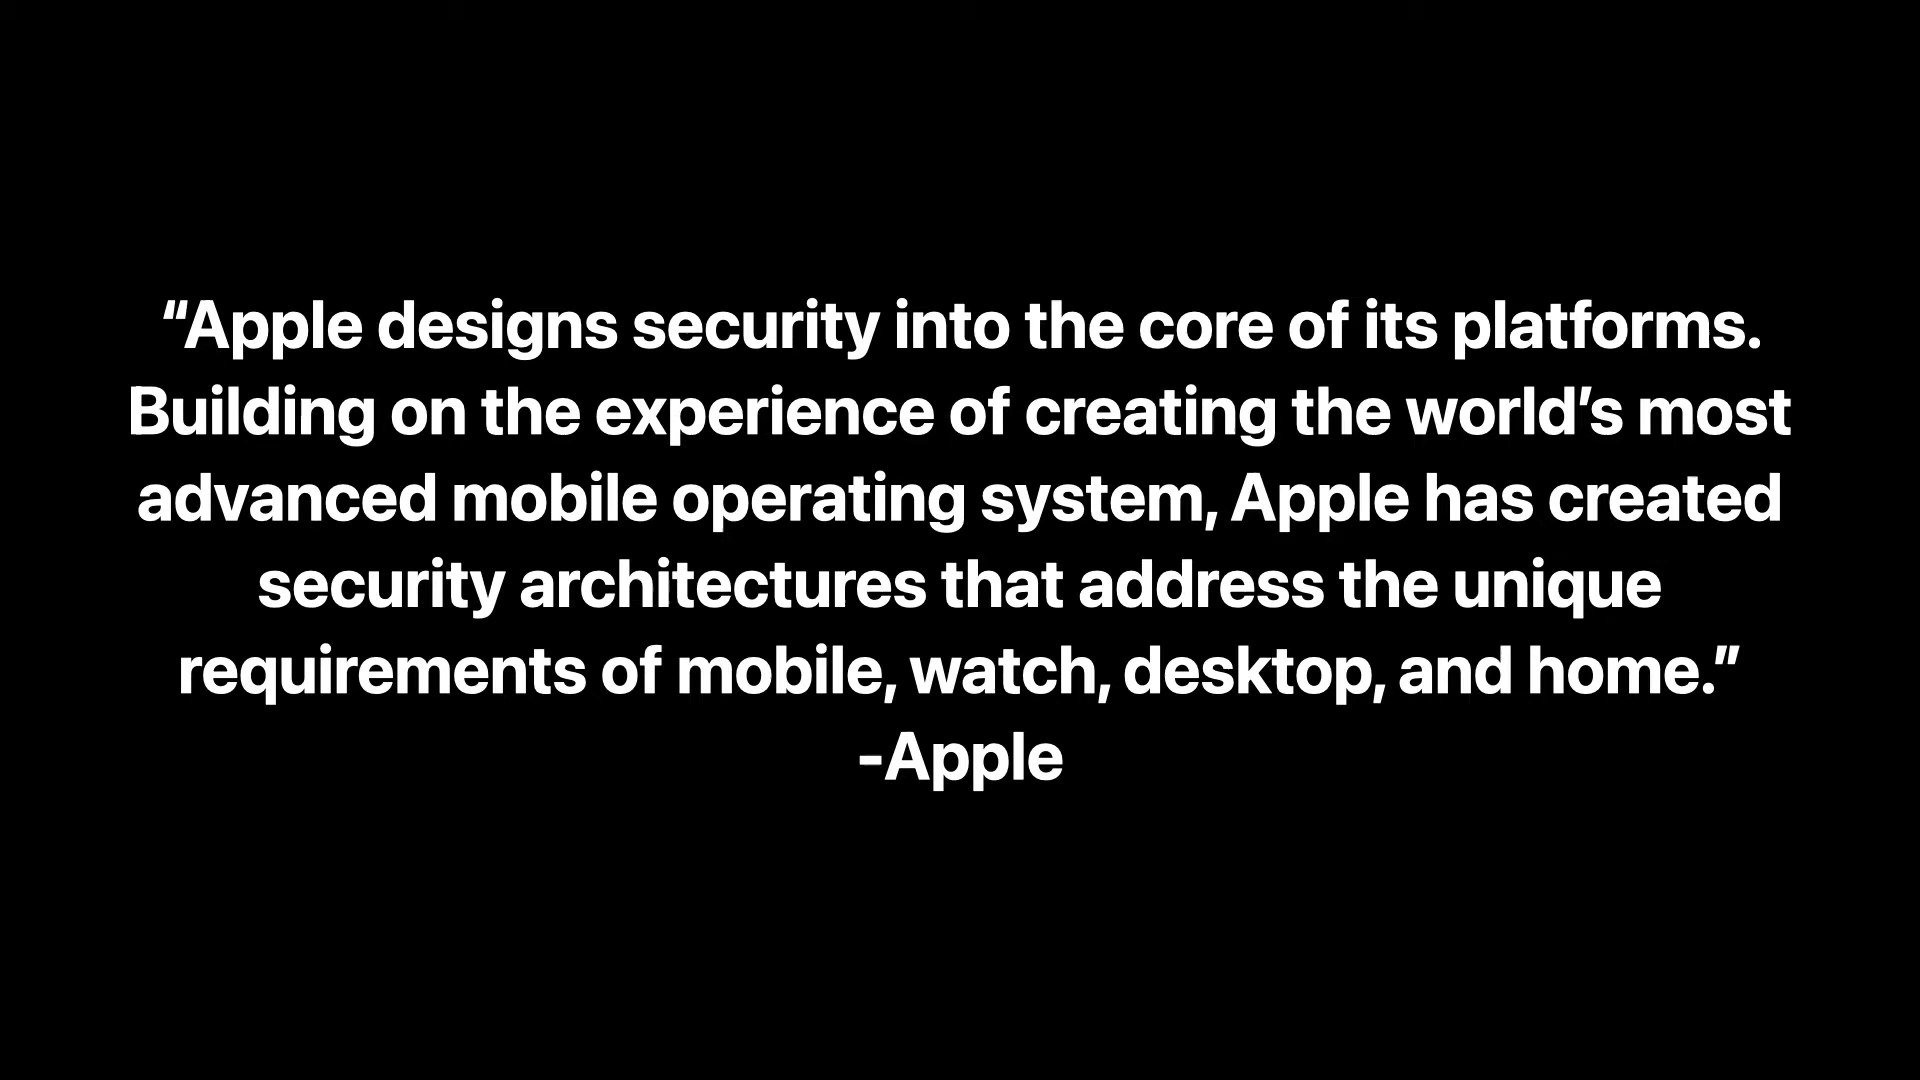 “Apple designs security into the core of its platforms.
Building on the experience of creating the world’s most
advanced mobile operating system, Apple has created
security architectures that address the unique
requirements of mobile, watch, desktop, and home.”
-Apple